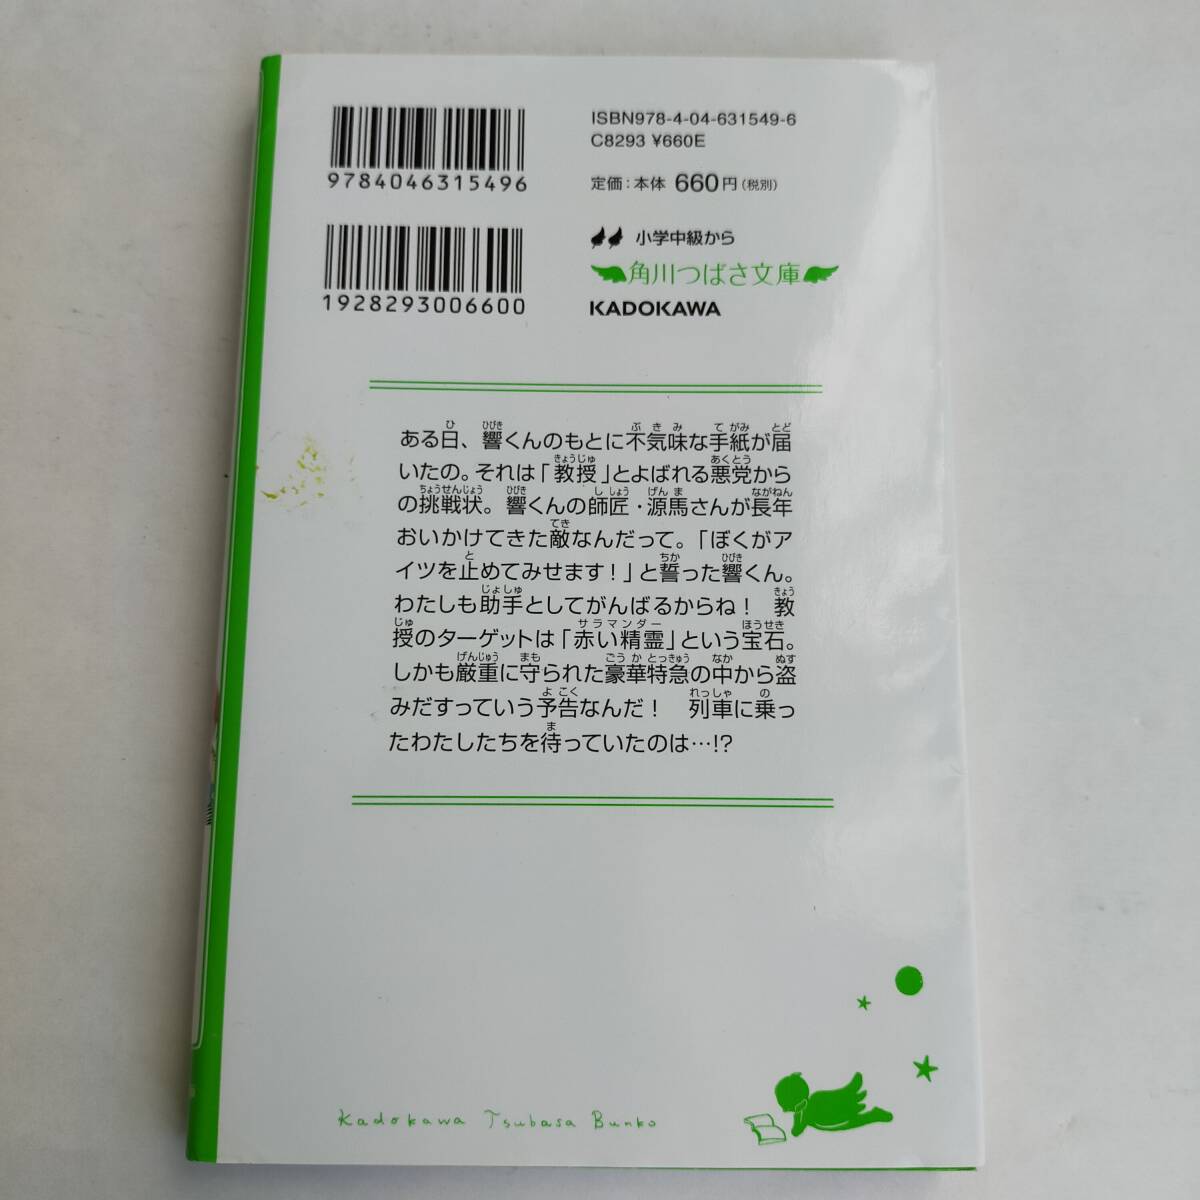 9784046315496
ISBN978-4-04-631549-6
C8293 ¥660E
定価:本体 660円(税別)
1928293006600
小学中級から
角川つばさ文庫
KADOKAWA
ある日、響くんのもとに不気味な手紙が届
いたの。それは「教授」とよばれる悪党から
の挑戦状。響くんの師匠・源馬さんが長年
おいかけてきた敵なんだって。「ぼくがア
イツを止めてみせます!」と誓った響くん。
わたしも助手としてがんばるからね! 教
授のターゲットは「赤い精霊」という宝石。
しかも厳重に守られた豪華特急の中から盗
みだすっていう予告なんだ! 列車に乗っ
たわたしたちを待っていたのは…!?
Kadokawa Tsubasa Bunko